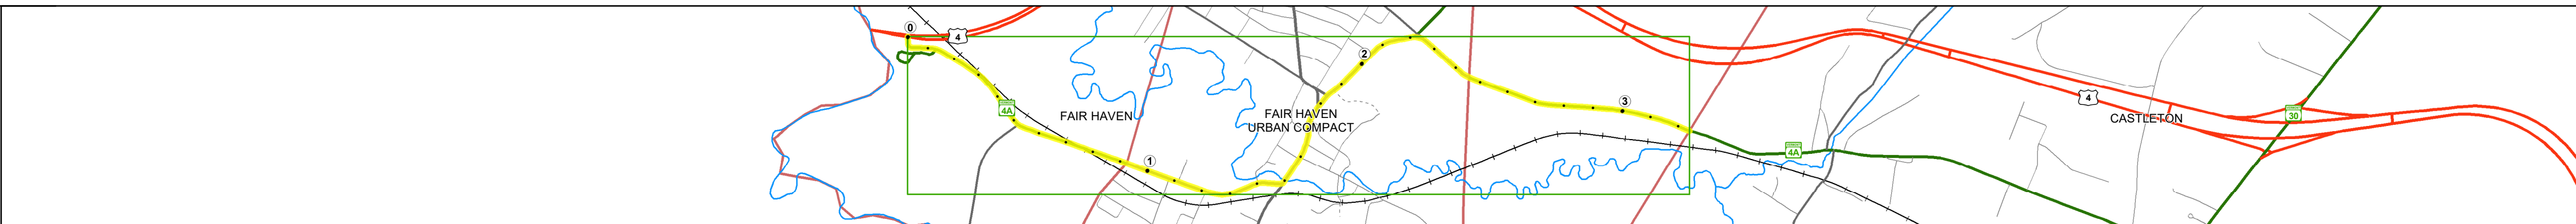 0
4
2
3
4
4A
FAIR HAVEN
FAIR HAVEN
URBAN COMPACT
CASTLETON
30
1
4A